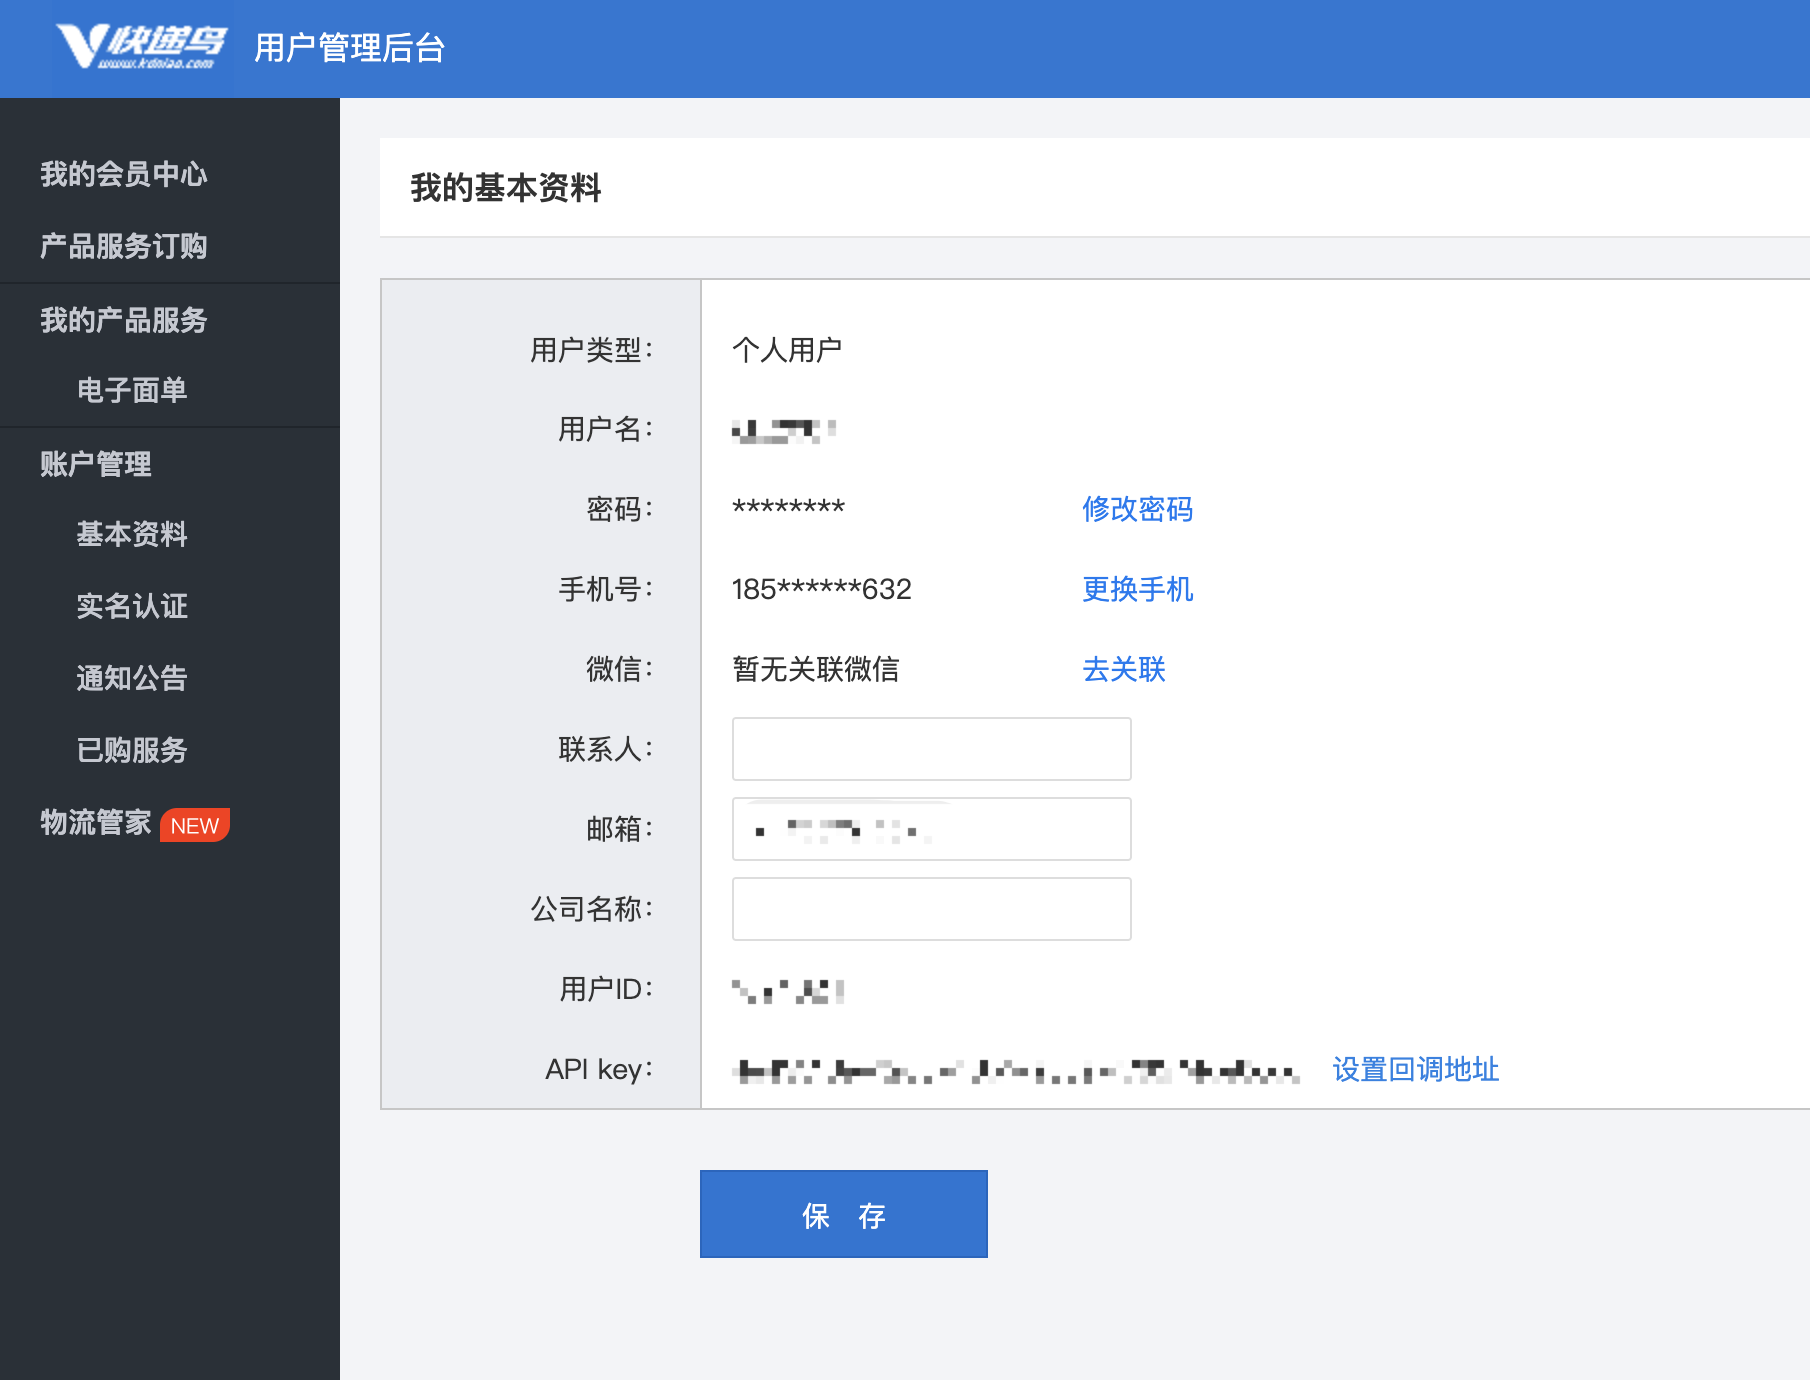 快递鸟
www.kdniao.com
用户管理后台
我的会员中心
产品服务订购
我的产品服务
电子面单
账户管理
基本资料
实名认证
通知公告
已购服务
物流管家 NEW
我的基本资料
用户类型： 个人用户
用户名：
密码： ******** 修改密码
手机号： 185******632 更换手机
微信： 暂无关联微信 去关联
联系人：
邮箱：
公司名称：
用户ID：
API key： 设置回调地址
保 存